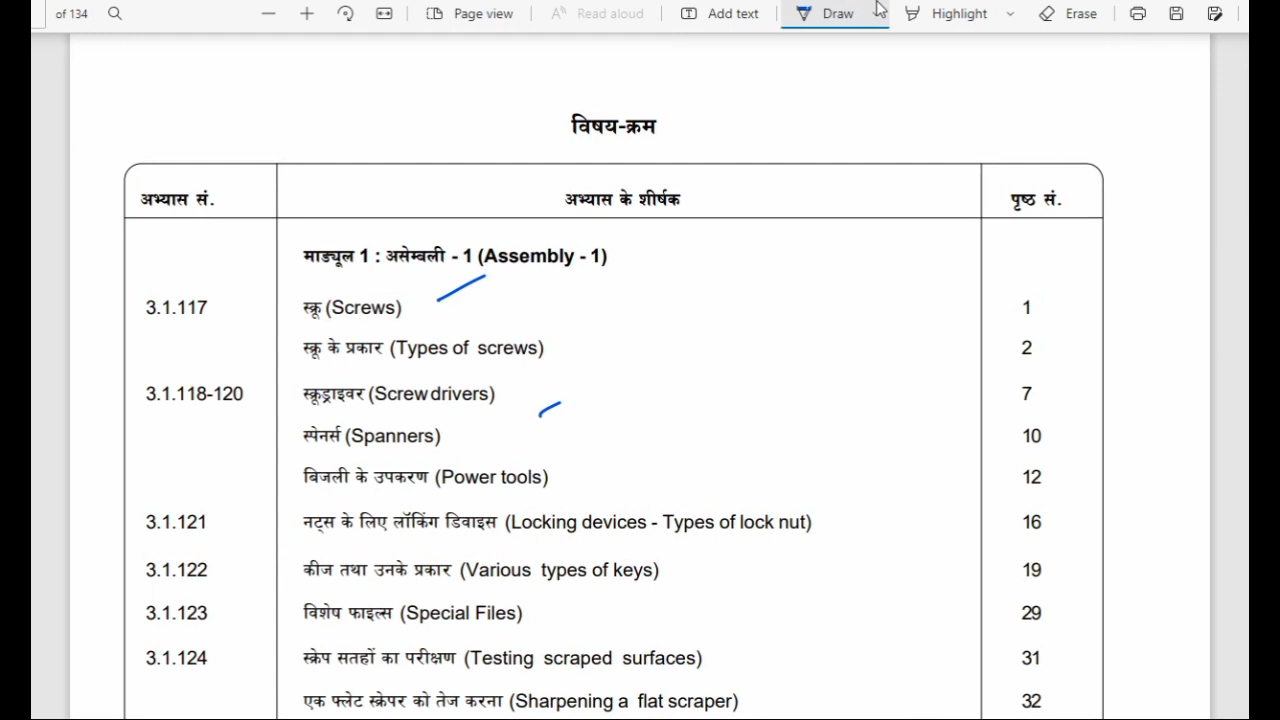 of 134 Page view Read aloud Add text Draw Highlight Erase
विषय-क्रम
अभ्यास सं. अभ्यास के शीर्षक पृष्ठ सं.
माड्यूल 1 : असेम्बली - 1 (Assembly - 1)
3.1.117 स्क्रू (Screws) 1
स्क्रू के प्रकार (Types of screws) 2
3.1.118-120 स्क्रूड्राइवर (Screw drivers) 7
स्पेनर्स (Spanners) 10
बिजली के उपकरण (Power tools) 12
3.1.121 नट्स के लिए लॉकिंग डिवाइस (Locking devices - Types of lock nut) 16
3.1.122 कीज तथा उनके प्रकार (Various types of keys) 19
3.1.123 विशेष फाइल्स (Special Files) 29
3.1.124 स्क्रेप सतहों का परीक्षण (Testing scraped surfaces) 31
एक फ्लेट स्क्रेपर को तेज करना (Sharpening a flat scraper) 32